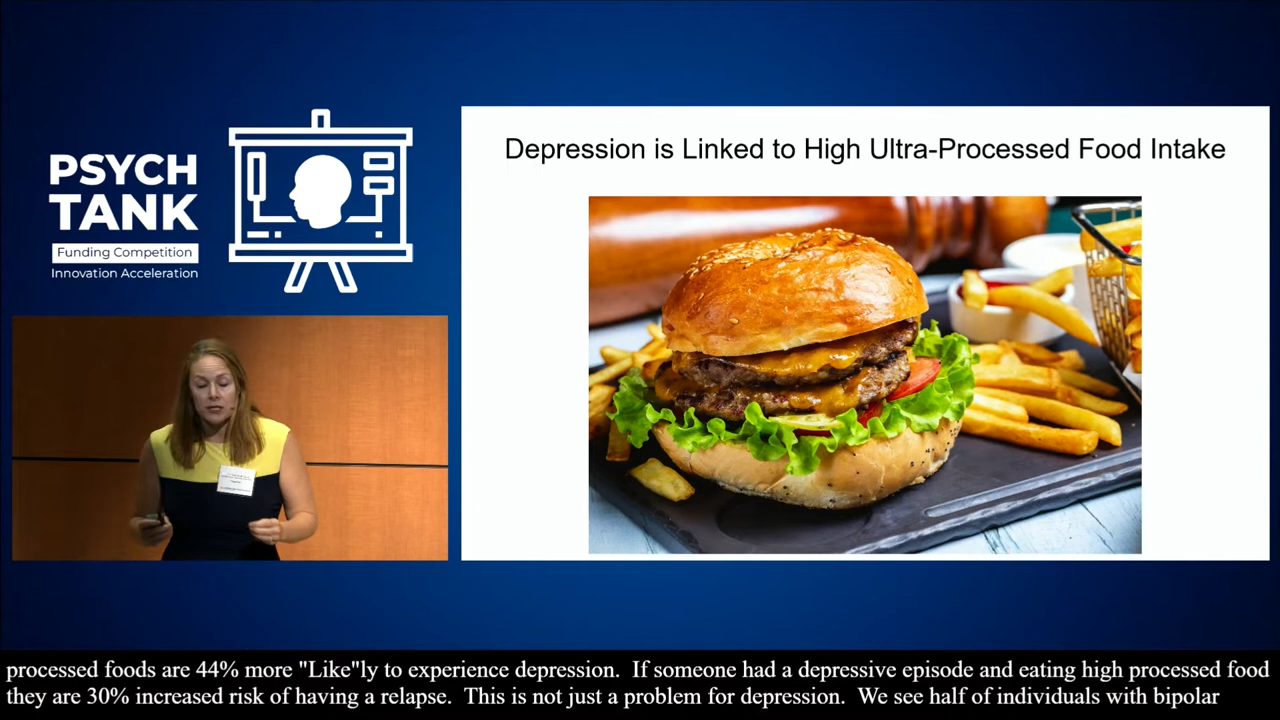 PSYCH
TANK
Funding Competition
Innovation Acceleration
Depression is Linked to High Ultra-Processed Food Intake
processed foods are 44% more "Like"ly to experience depression.  If someone had a depressive episode and eating high processed food
they are 30% increased risk of having a relapse.  This is not just a problem for depression.  We see half of individuals with bipolar